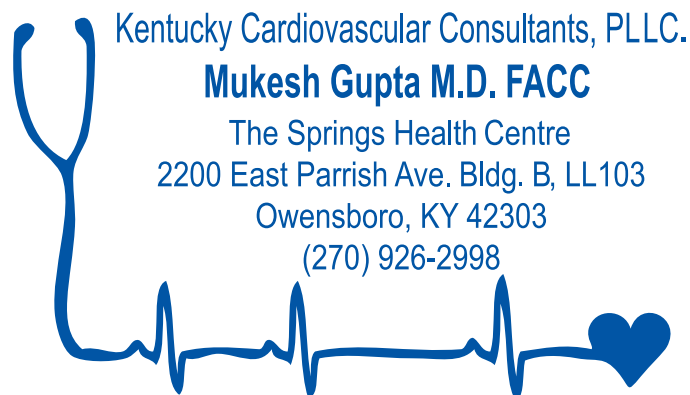 Kentucky Cardiovascular Consultants, PLLC.
Mukesh Gupta M.D. FACC
The Springs Health Centre
2200 East Parrish Ave. Bldg. B, LL103
Owensboro, KY 42303
(270) 926-2998